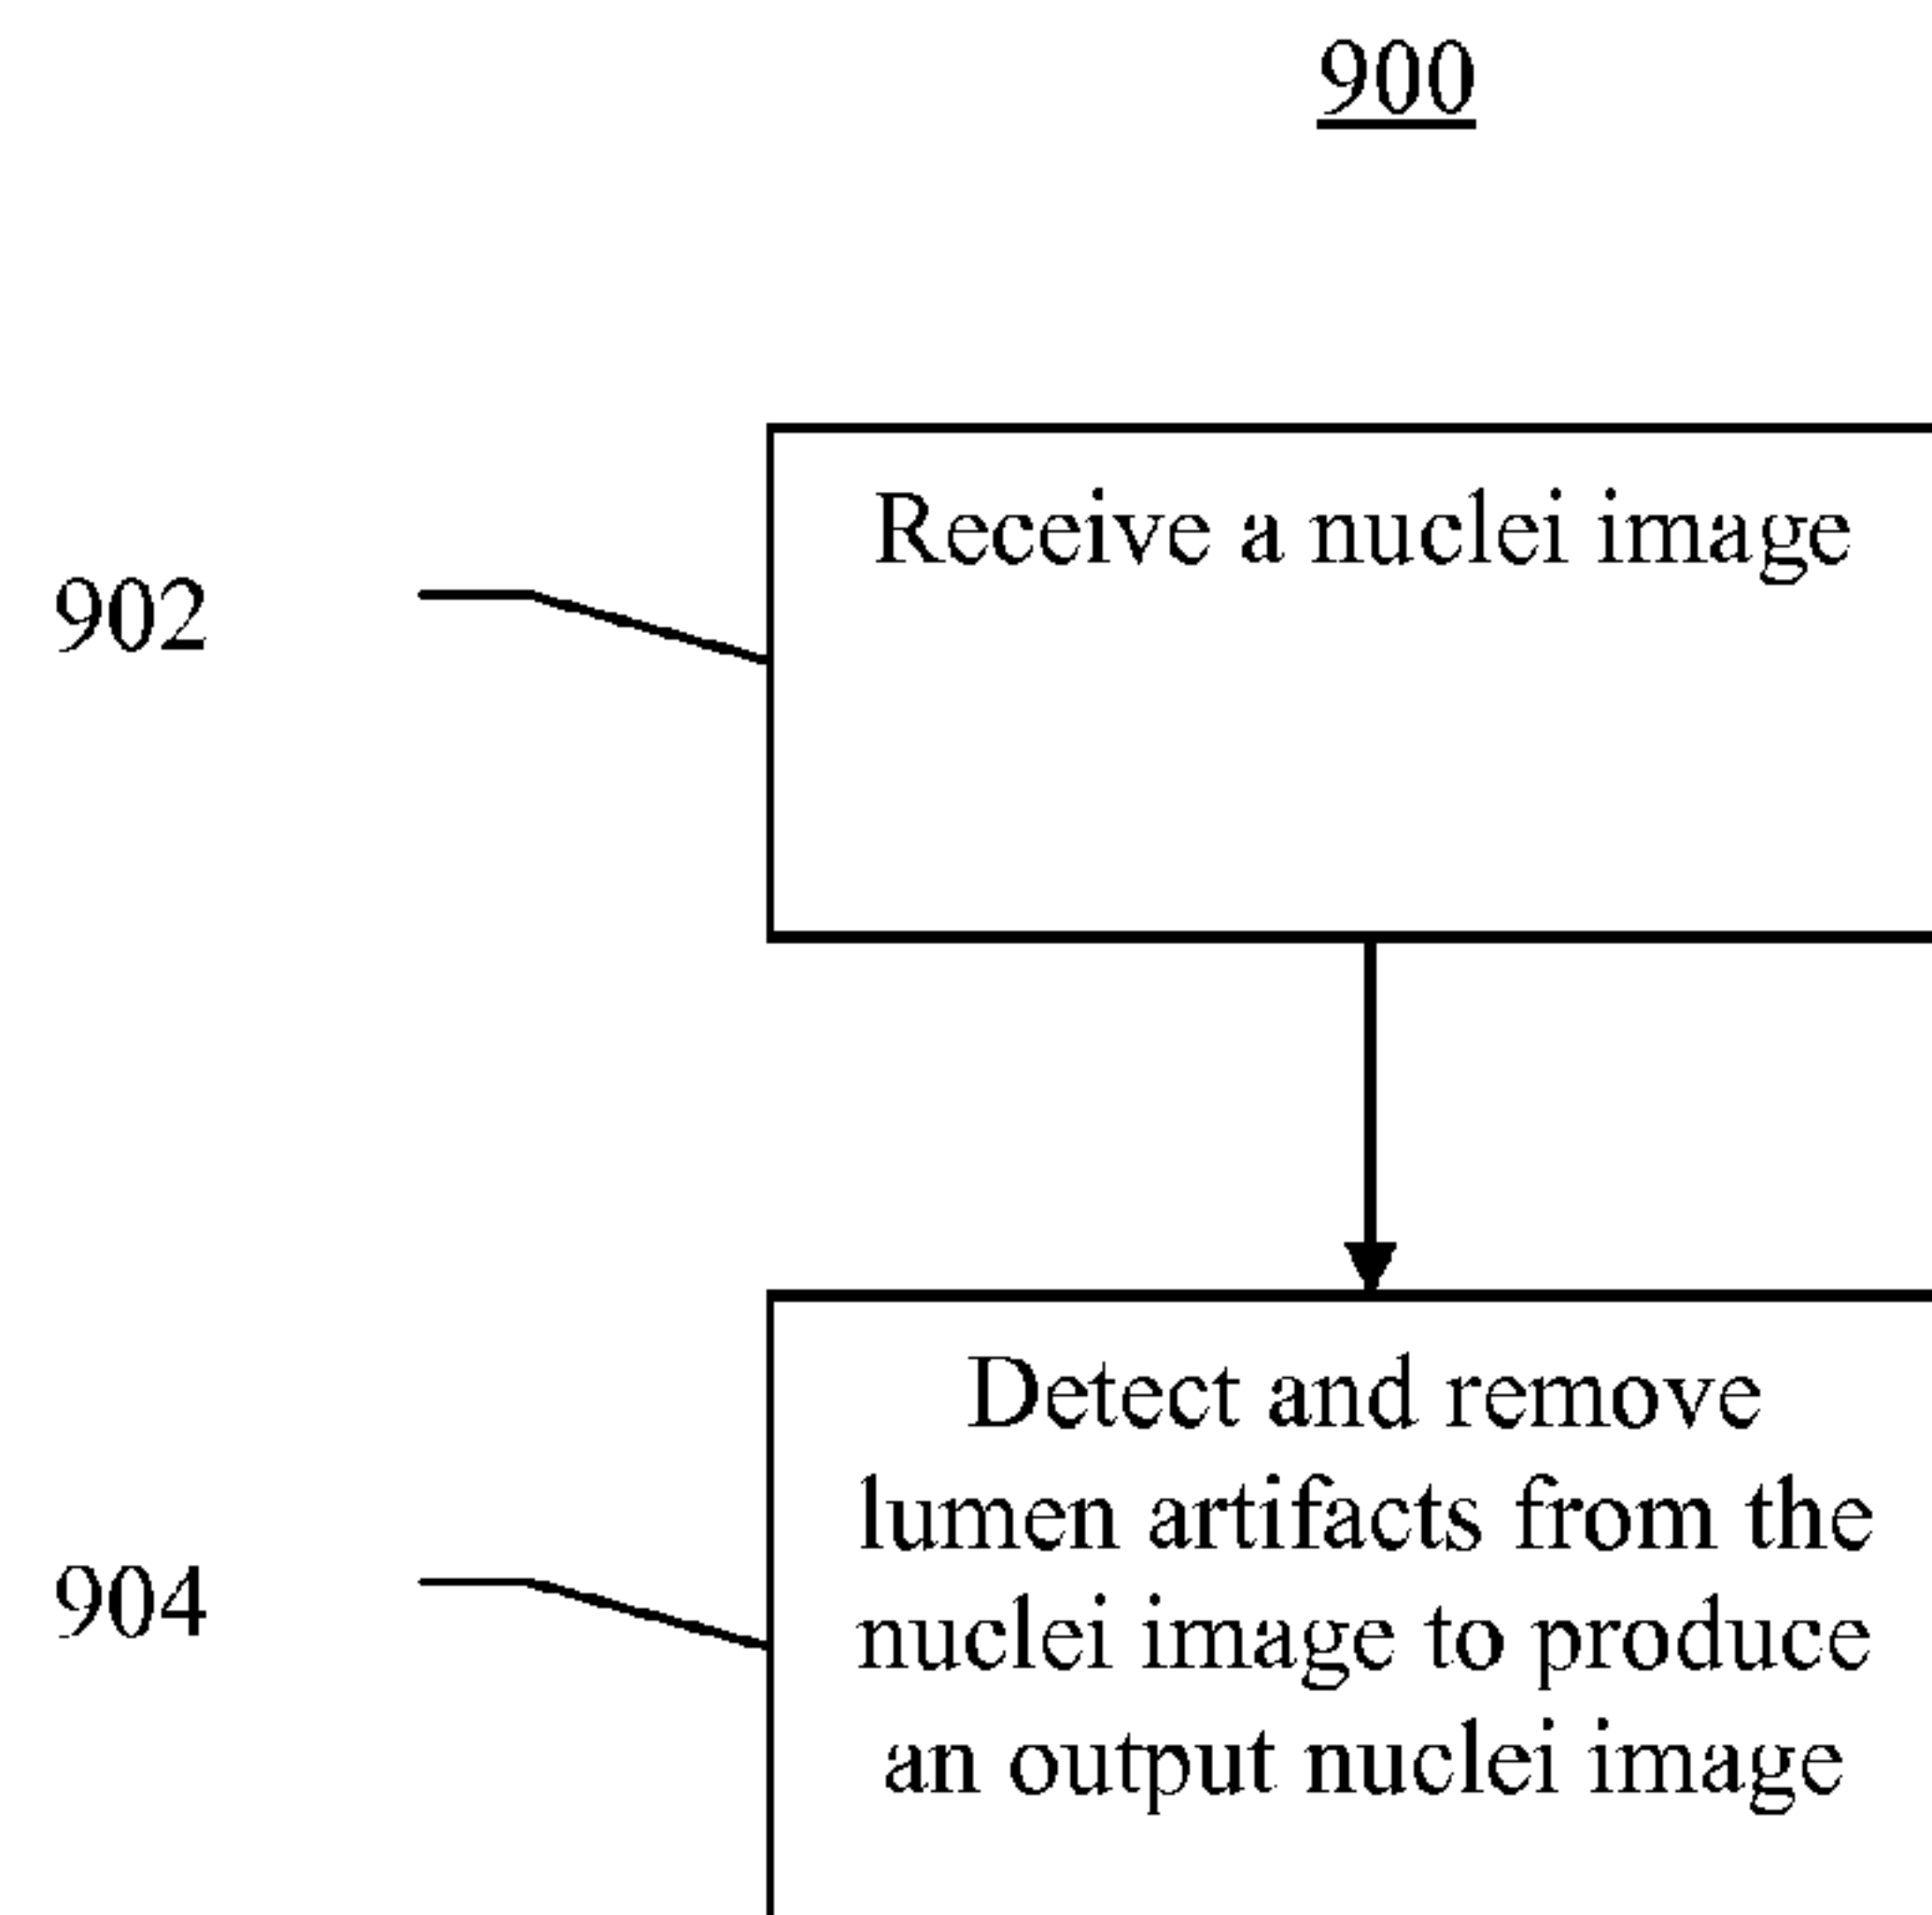 900
Receive a nuclei image
902
Detect and remove
lumen artifacts from the
nuclei image to produce
an output nuclei image
904